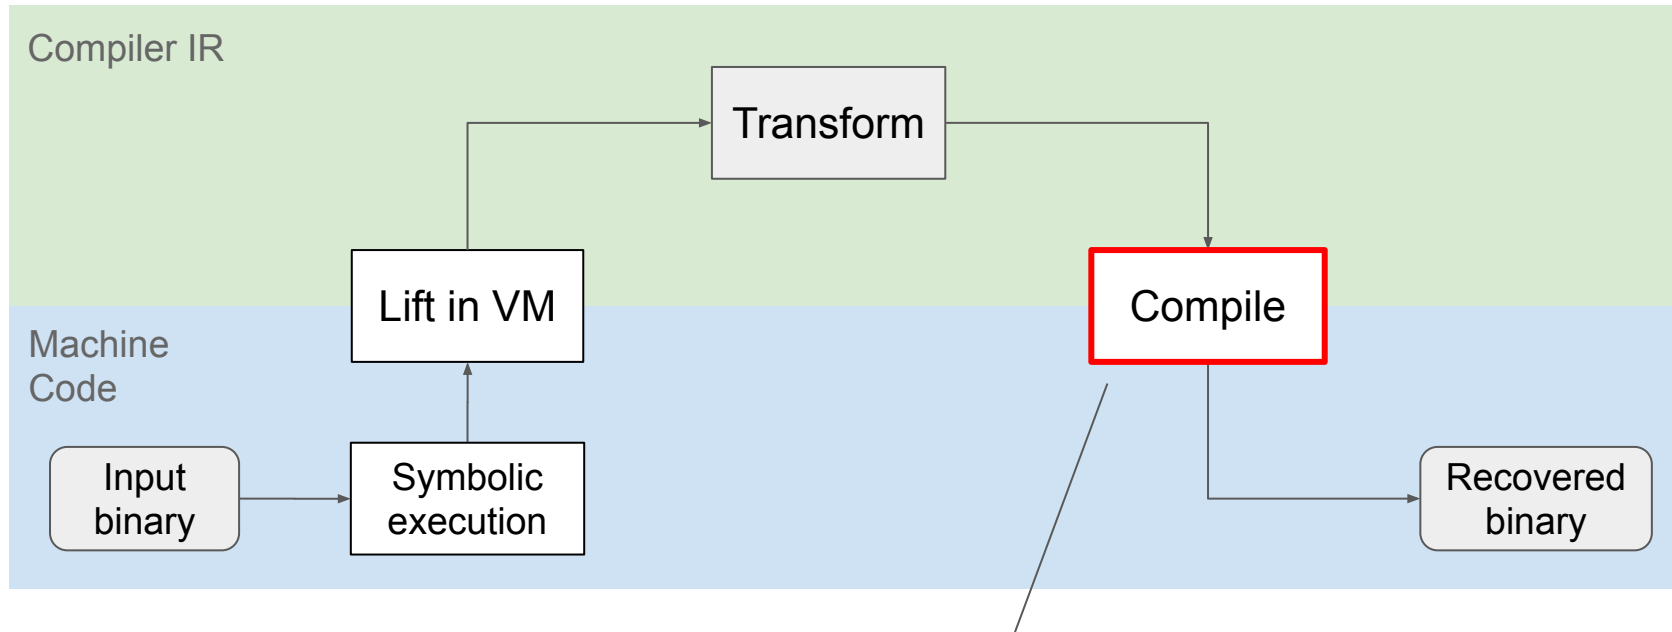 Compiler IR
Transform
Lift in VM
Compile
Machine
Code
Input
binary
Symbolic
execution
Recovered
binary